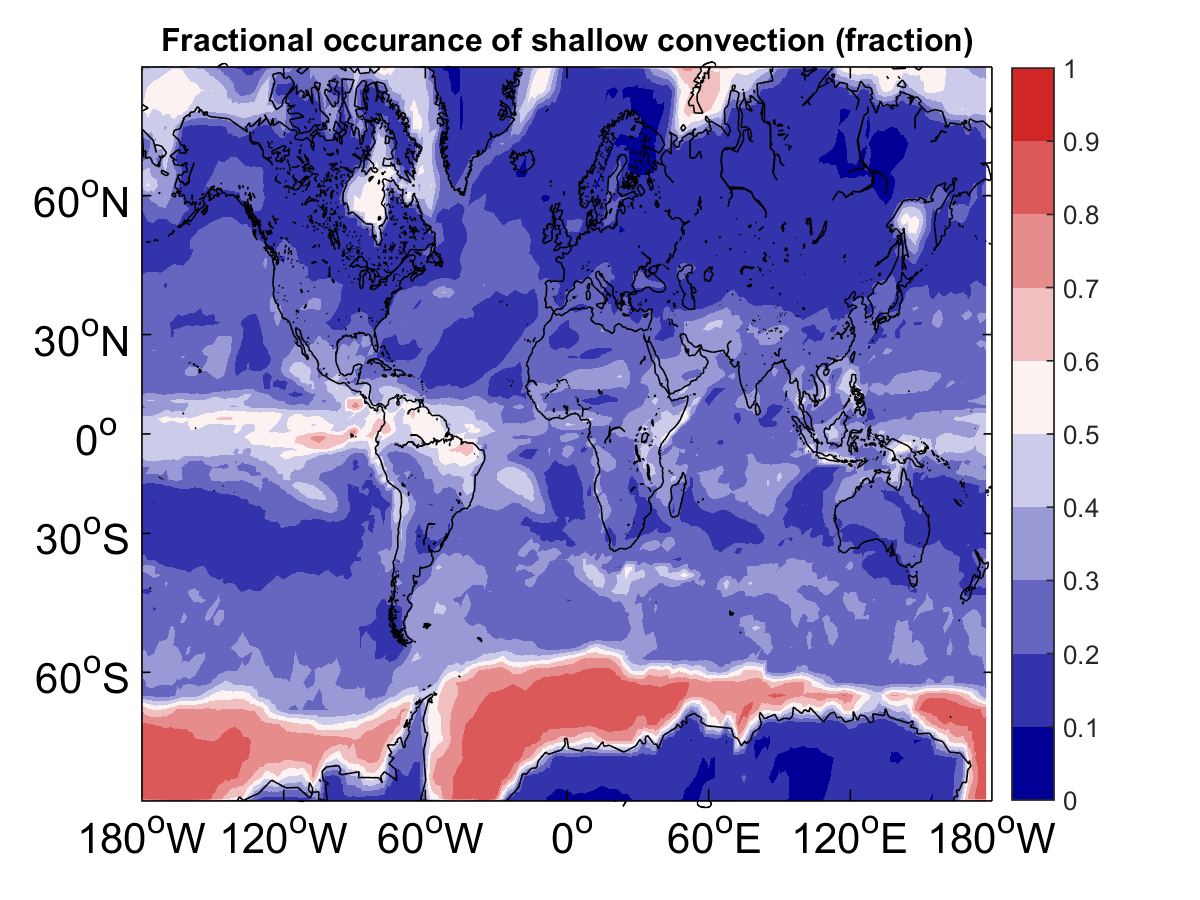 Fractional occurance of shallow convection (fraction)
60°N
30°N
0°
30°S
60°S
180°W 120°W 60°W 0° 60°E 120°E 180°W
1
0.9
0.8
0.7
0.6
0.5
0.4
0.3
0.2
0.1
0